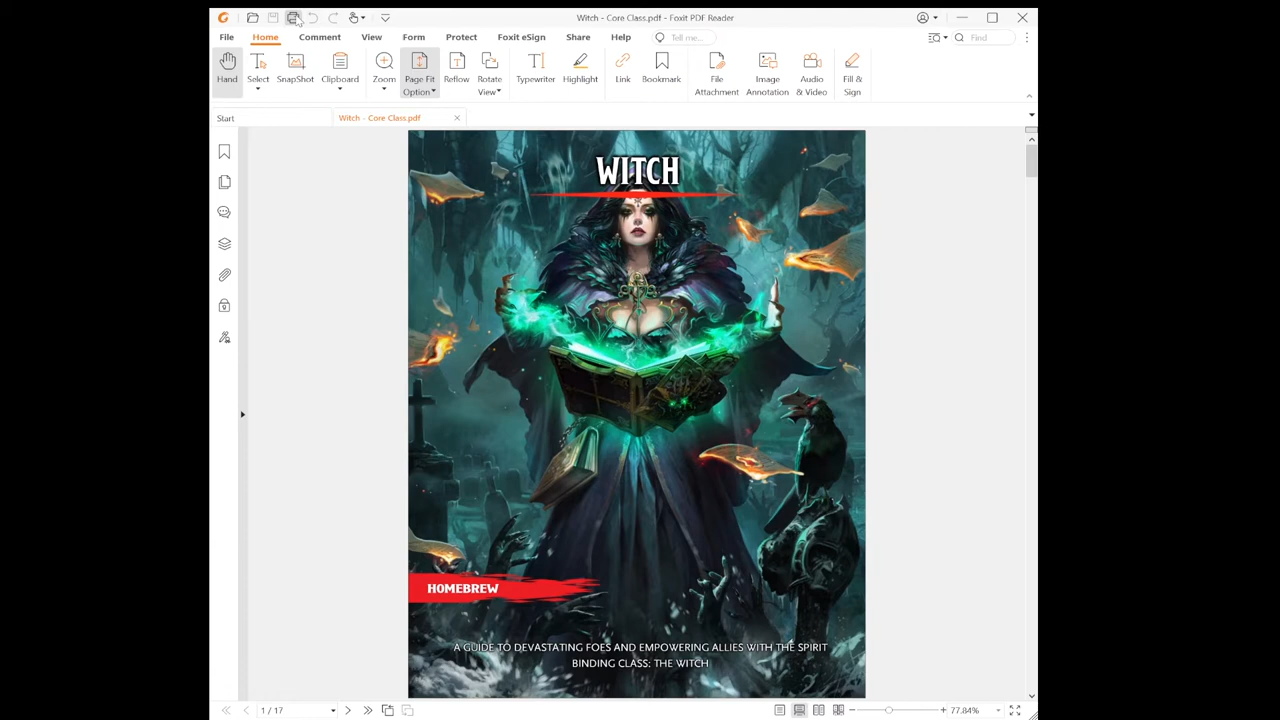 Witch - Core Class.pdf - Foxit PDF Reader
File Home Comment View Form Protect Foxit eSign Share Help Tell me... Find
Hand Select SnapShot Clipboard Zoom Page Fit Option Reflow Rotate View Typewriter Highlight Link Bookmark File Attachment Image Annotation Audio & Video Fill & Sign
Start Witch - Core Class.pdf
WITCH
HOMEBREW
A GUIDE TO DEVASTATING FOES AND EMPOWERING ALLIES WITH THE SPIRIT
BINDING CLASS: THE WITCH
1 / 17 77.84%